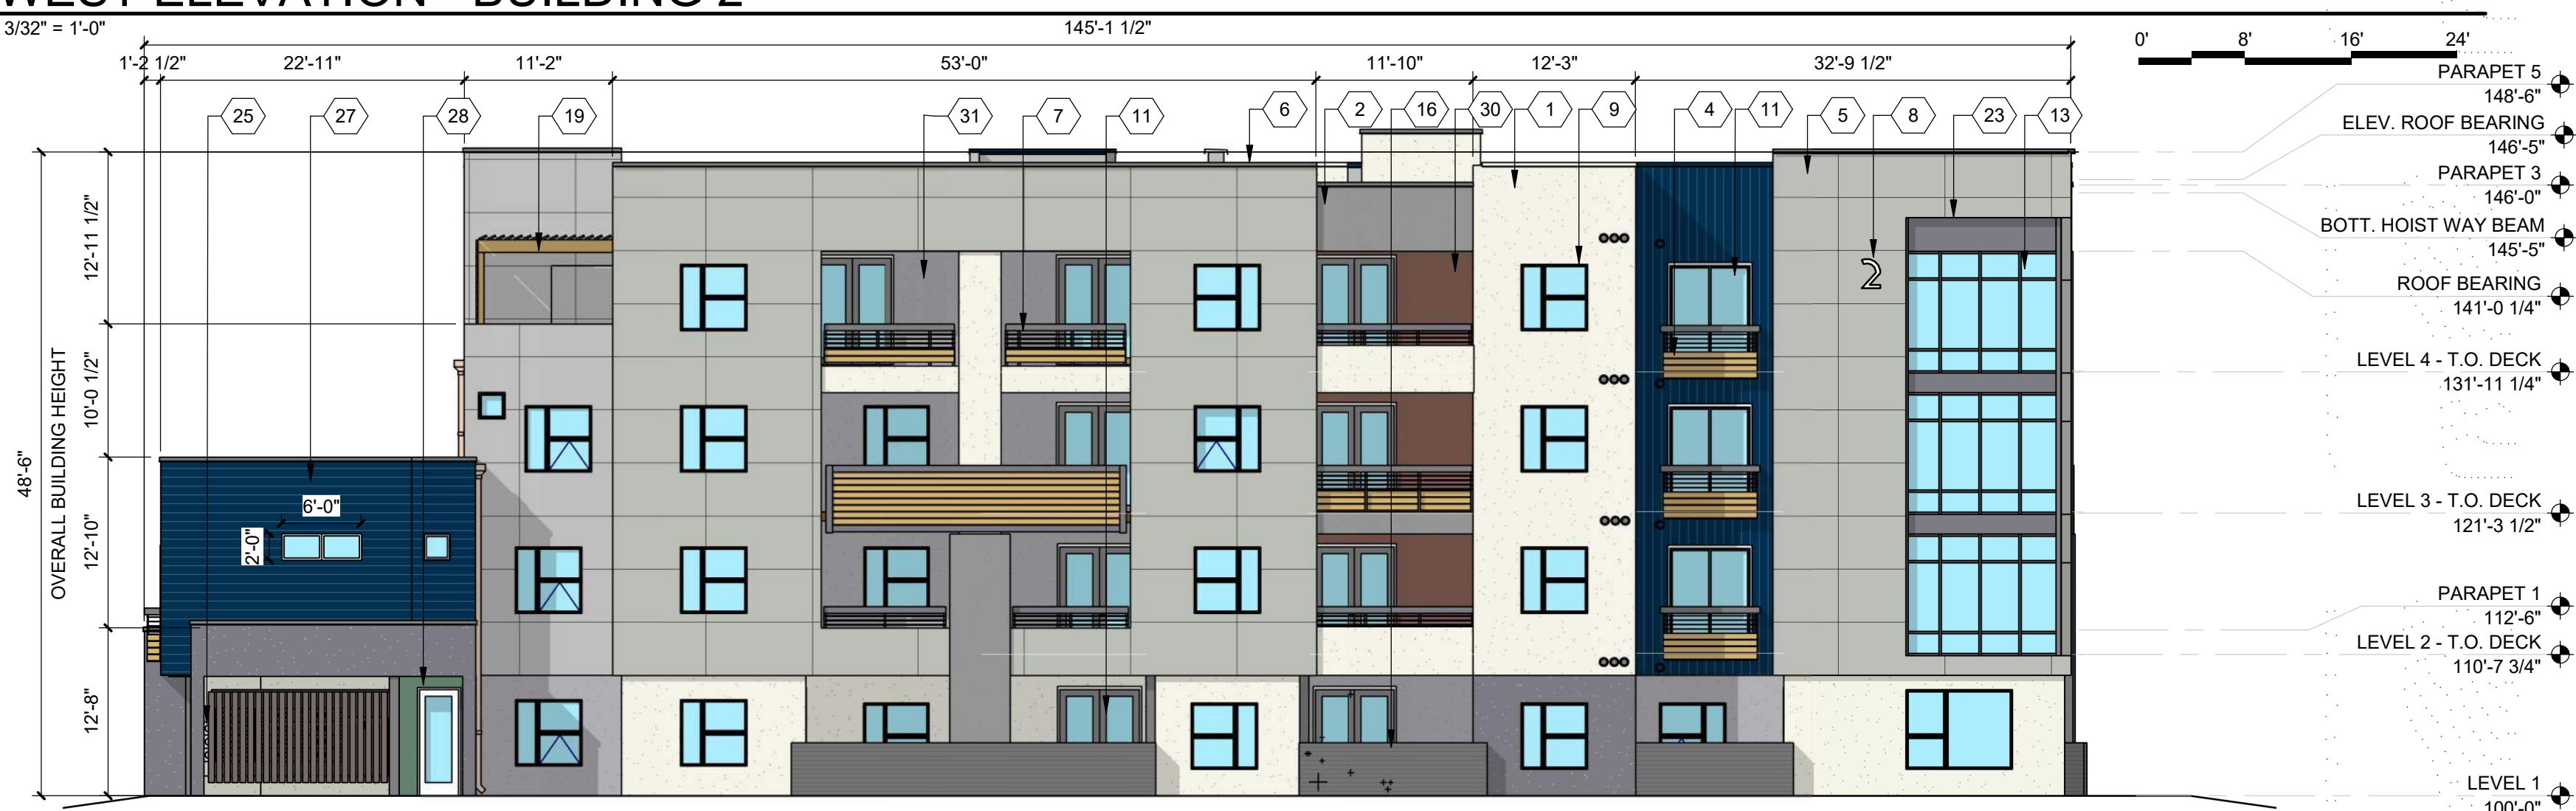 WEST ELEVATION - BUILDING 2
3/32" = 1'-0"
145'-1 1/2"
0' 8' 16' 24'
1'-2 1/2" 22'-11" 11'-2" 53'-0" 11'-10" 12'-3" 32'-9 1/2"
25 27 28 19 31 7 11 6 2 16 30 1 9 4 11 5 8 23 13
PARAPET 5
148'-6"
ELEV. ROOF BEARING
146'-5"
PARAPET 3
146'-0"
BOTT. HOIST WAY BEAM
145'-5"
ROOF BEARING
141'-0 1/4"
LEVEL 4 - T.O. DECK
131'-11 1/4"
LEVEL 3 - T.O. DECK
121'-3 1/2"
PARAPET 1
112'-6"
LEVEL 2 - T.O. DECK
110'-7 3/4"
LEVEL 1
100'-0"
48'-6"
OVERALL BUILDING HEIGHT
12'-11 1/2"
10'-0 1/2"
12'-10"
12'-8"
6'-0"
2'-0"
2